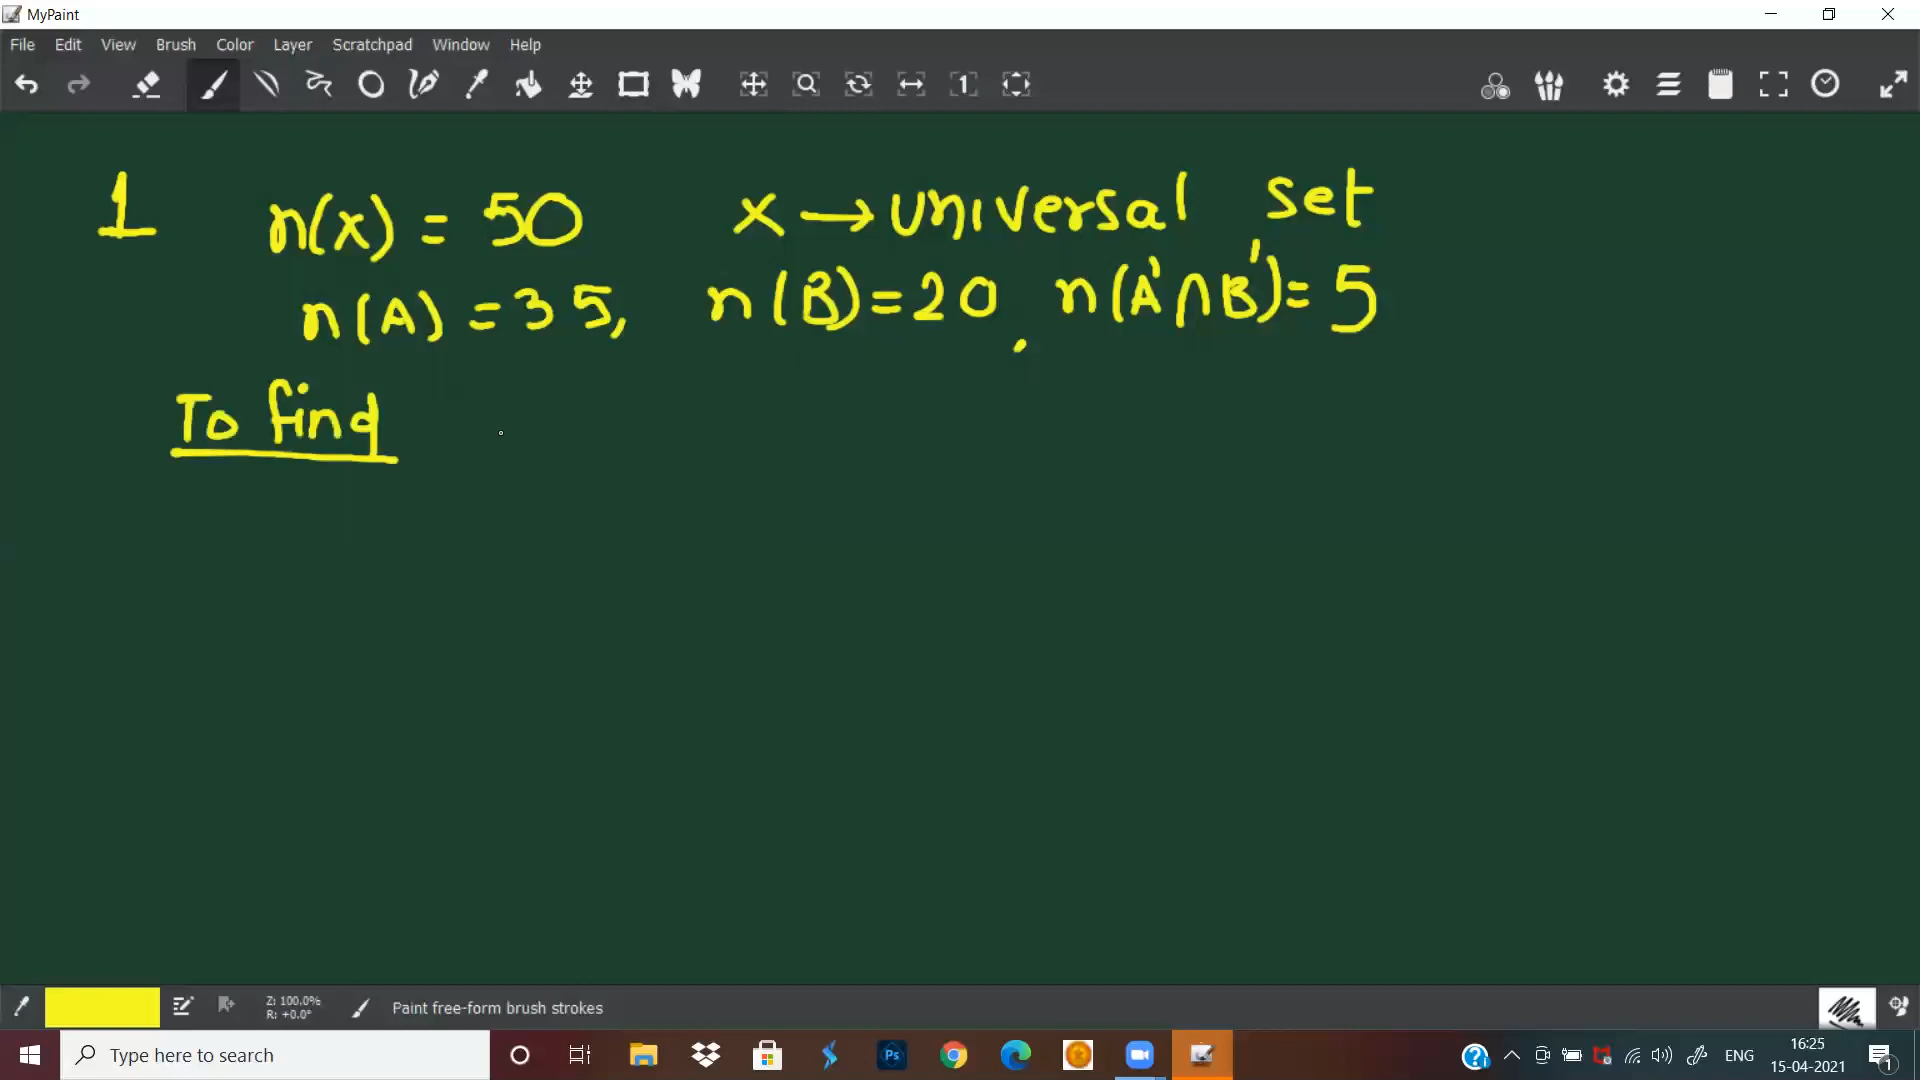 MyPaint
File Edit View Brush Color Layer Scratchpad Window Help
1 n(x) = 50 x → universal set
n(A) = 35, n(B) = 20, n(A'∩B') = 5
To find
Z: 100.0%
R: +0.0°
Paint free-form brush strokes
Type here to search
Ps
ENG
16:25
15-04-2021
1